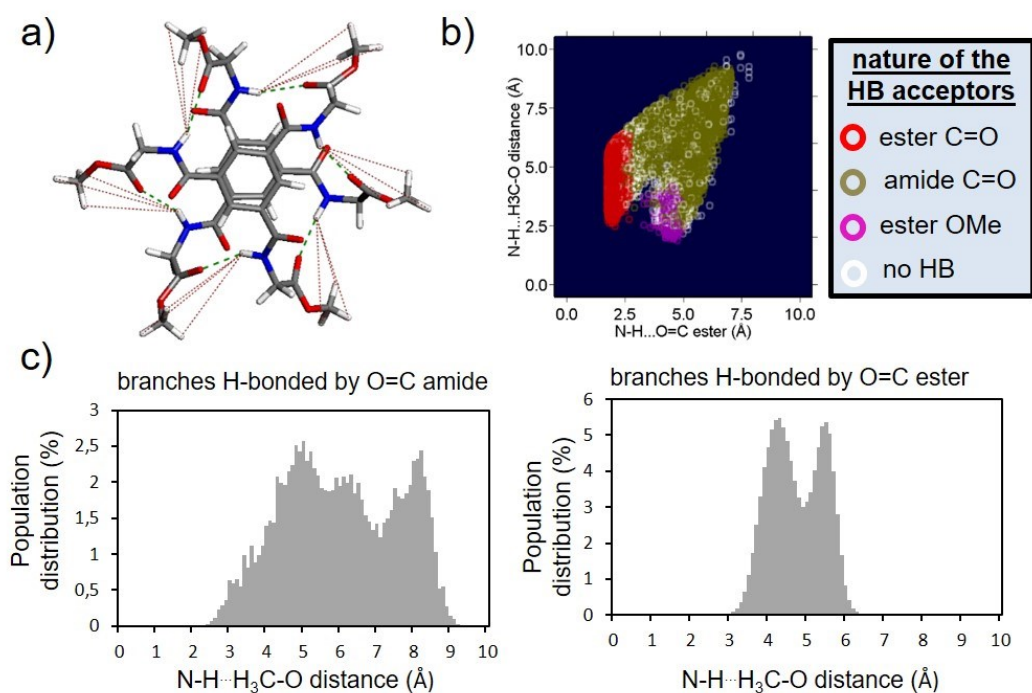 a)
b)
10.0
7.5
5.0
2.5
0.0
N-H...H3C-O distance (Å)
0.0 2.5 5.0 7.5 10.0
N-H...O=C ester (Å)
nature of the
HB acceptors
ester C=O
amide C=O
ester OMe
no HB
c)
branches H-bonded by O=C amide
3
2,5
2
1,5
1
0,5
0
Population
distribution (%)
0 1 2 3 4 5 6 7 8 9 10
N-H···H₃C-O distance (Å)
branches H-bonded by O=C ester
6
5
4
3
2
1
0
Population
distribution (%)
0 1 2 3 4 5 6 7 8 9 10
N-H···H₃C-O distance (Å)